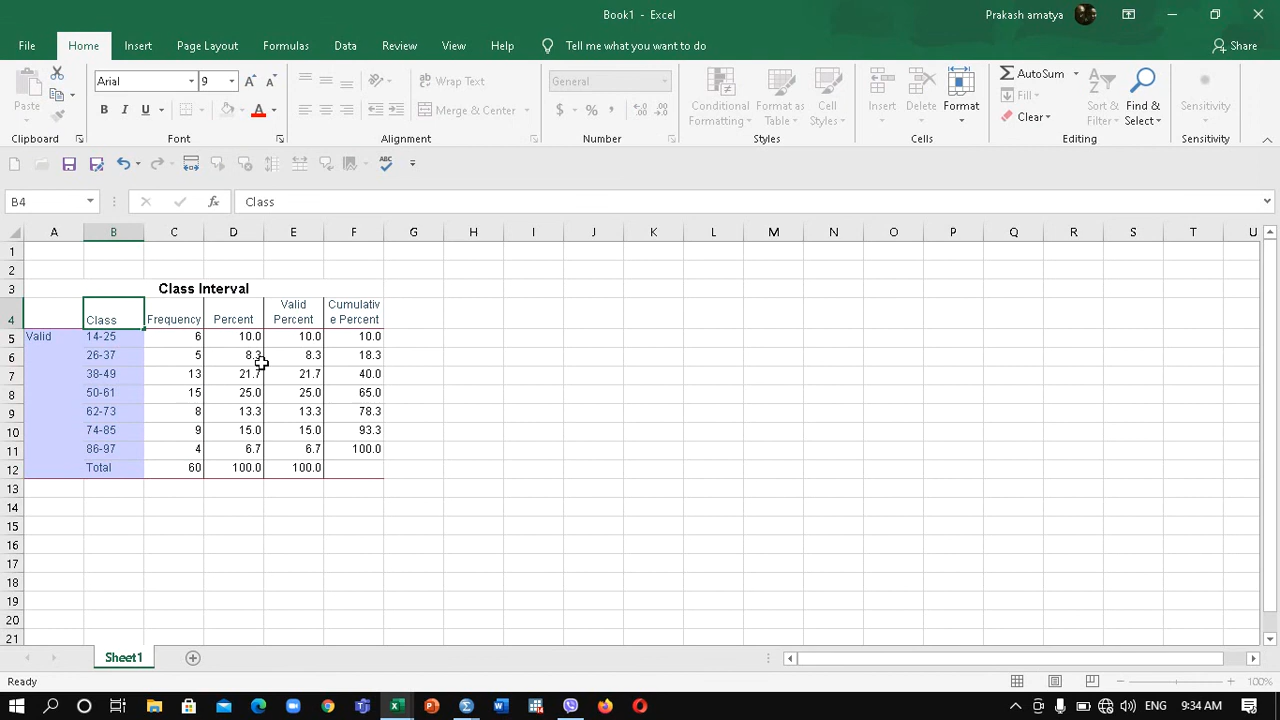 Book1 - Excel
Prakash amatya
File Home Insert Page Layout Formulas Data Review View Help Tell me what you want to do Share
Paste
Clipboard
Arial 9
B I U A
Font
Wrap Text
Merge & Center
Alignment
General
$ % ,
Number
Conditional Formatting
Format as Table
Cell Styles
Styles
Insert Delete Format
Cells
AutoSum
Fill
Clear
Sort & Filter
Find & Select
Editing
Sensitivity
Sensitivity
B4 fx Class
A B C D E F G H I J K L M N O P Q R S T U
1
2
3 Class Interval
4 Class Frequency Percent Valid Percent Cumulative Percent
5 Valid 14-25 6 10.0 10.0 10.0
6 26-37 5 8.3 8.3 18.3
7 38-49 13 21.7 21.7 40.0
8 50-61 15 25.0 25.0 65.0
9 62-73 8 13.3 13.3 78.3
10 74-85 9 15.0 15.0 93.3
11 86-97 4 6.7 6.7 100.0
12 Total 60 100.0 100.0
13
14
15
16
17
18
19
20
21
Sheet1
Ready
100%
ENG 9:34 AM